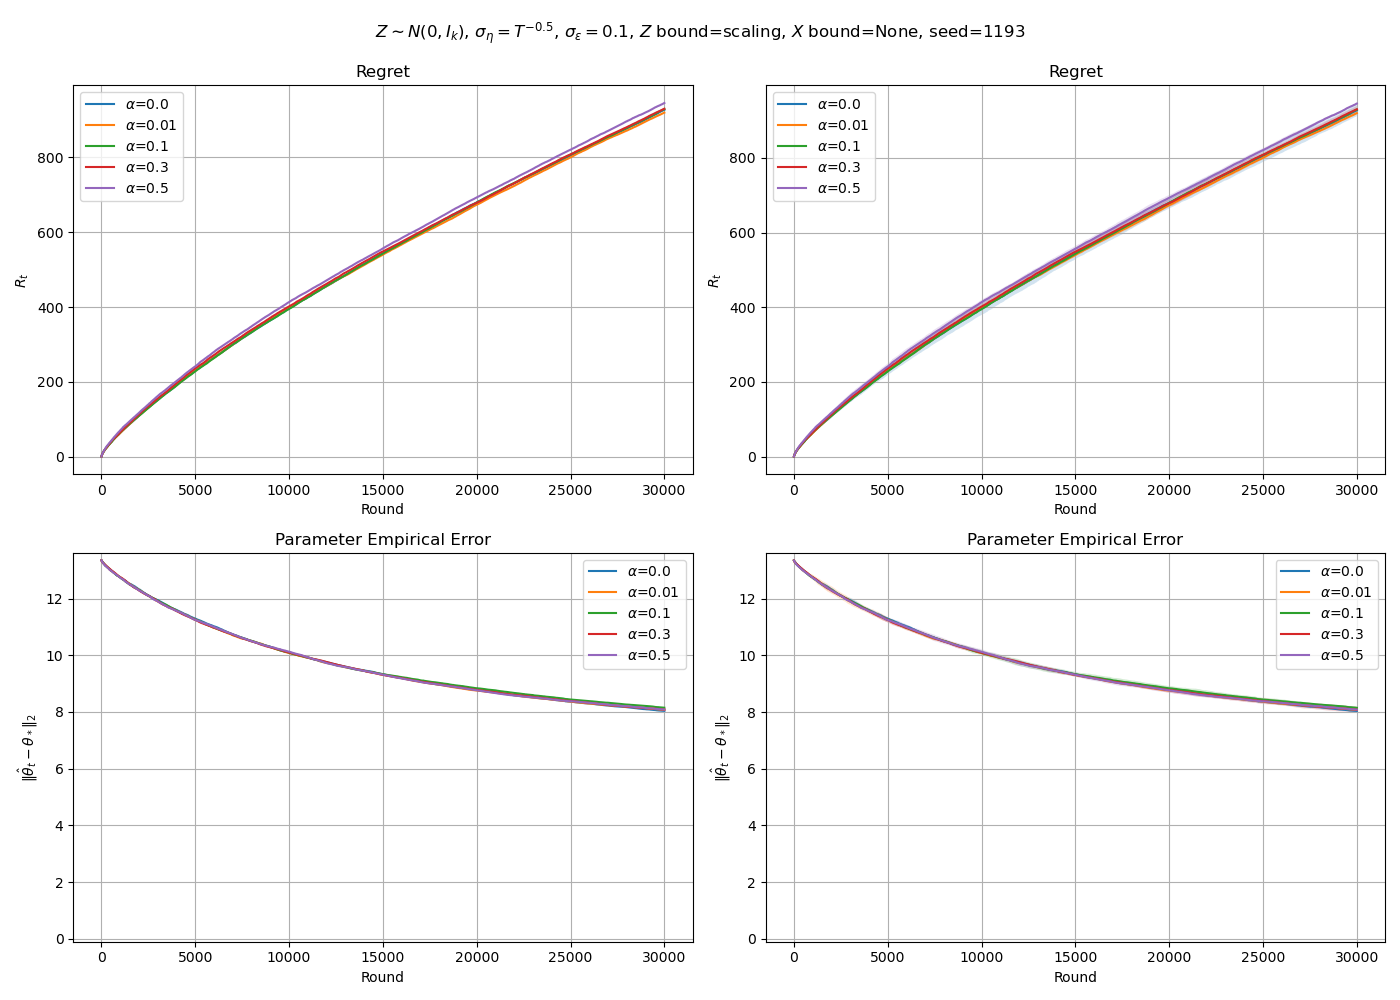 Z ∼ N(0, I_k), σ_η = T^{−0.5}, σ_ε = 0.1, Z bound=scaling, X bound=None, seed=1193
Regret
α=0.0
α=0.01
α=0.1
α=0.3
α=0.5
800
600
400
200
0
R_t
0 5000 10000 15000 20000 25000 30000
Round
Regret
α=0.0
α=0.01
α=0.1
α=0.3
α=0.5
800
600
400
200
0
R_t
0 5000 10000 15000 20000 25000 30000
Round
Parameter Empirical Error
α=0.0
α=0.01
α=0.1
α=0.3
α=0.5
12
10
8
6
4
2
0
‖θ̂_t − θ_*‖_2
0 5000 10000 15000 20000 25000 30000
Round
Parameter Empirical Error
α=0.0
α=0.01
α=0.1
α=0.3
α=0.5
12
10
8
6
4
2
0
‖θ̂_t − θ_*‖_2
0 5000 10000 15000 20000 25000 30000
Round